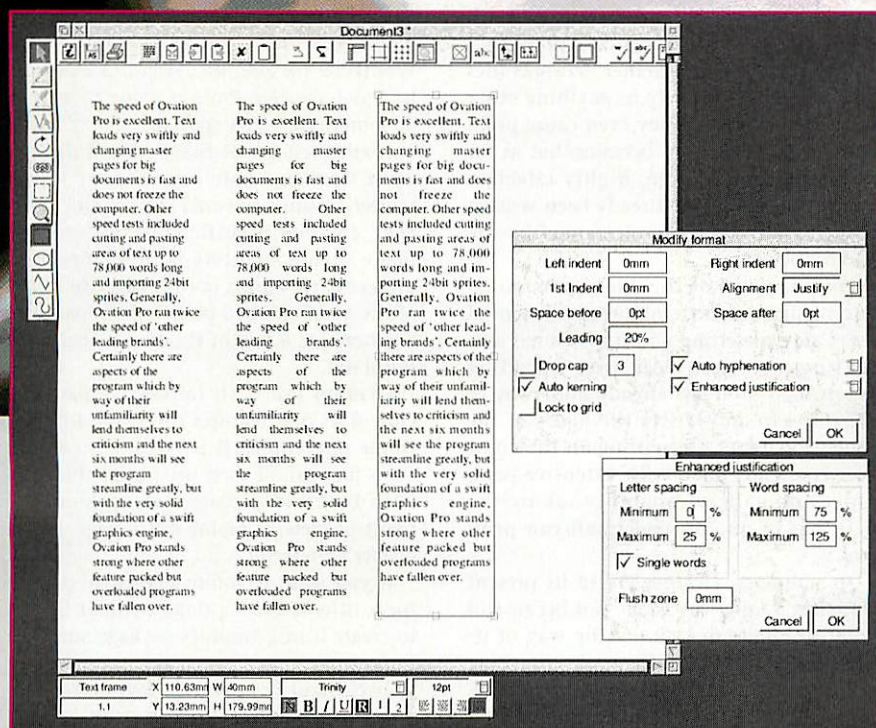 Document3 *
The speed of Ovation
Pro is excellent. Text
loads very swiftly and
changing master
pages for big
documents is fast and
does not freeze the
computer. Other
speed tests included
cutting and pasting
areas of text up to
78,000 words long
and importing 24bit
sprites. Generally,
Ovation Pro ran twice
the speed of 'other
leading brands'.
Certainly there are
aspects of the
program which by
way of their
unfamiliarity will
lend themselves to
criticism and the next
six months will see
the program
streamline greatly, but
with the very solid
foundation of a swift
graphics engine,
Ovation Pro stands
strong where other
feature packed but
overloaded programs
have fallen over.
The speed of Ovation
Pro is excellent. Text
loads very swiftly and
changing master
pages for big
documents is fast and
does not freeze the
computer. Other
speed tests included
cutting and pasting
areas of text up to
78,000 words long
and importing 24bit
sprites. Generally,
Ovation Pro ran twice
the speed of 'other
leading brands'.
Certainly there are
aspects of the
program which by
way of their
unfamiliarity will
lend themselves to
criticism and the next
six months will see
the program
streamline greatly, but
with the very solid
foundation of a swift
graphics engine,
Ovation Pro stands
strong where other
feature packed but
overloaded programs
have fallen over.
The speed of Ovation
Pro is excellent. Text
loads very swiftly and
changing master
pages for big docu-
ments is fast and does
not freeze the
computer. Other speed
tests included cutting
and pasting areas of
text up to 78,000
words long and im-
porting 24bit sprites.
Generally, Ovation
Pro ran twice the
speed of 'other lead-
ing brands'. Certainly
there are aspects of the
program which by
way of their unfamil-
iarity will lend them-
selves to criticism and
the next six months
will see the program
streamline greatly, but
with the very solid
foundation of a swift
graphics engine,
Ovation Pro stands
strong where other
feature packed but
overloaded programs
have fallen over.
Modify format
Left indent 0mm Right indent 0mm
1st Indent 0mm Alignment Justify
Space before 0pt Space after 0pt
Leading 20%
Drop cap 3 Auto hyphenation
Auto kerning Enhanced justification
Lock to grid
Cancel OK
Enhanced justification
Letter spacing Word spacing
Minimum 0 % Minimum 75 %
Maximum 25 % Maximum 125 %
Single words
Flush zone 0mm
Cancel OK
Text frame X 110.63mm W 40mm Trinity 12pt
1.1 Y 13.23mm H 179.99mm N B I U R 1 2